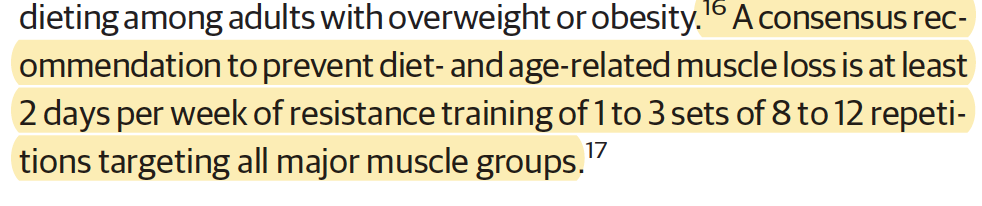 dieting among adults with overweight or obesity.16 A consensus rec-
ommendation to prevent diet- and age-related muscle loss is at least
2 days per week of resistance training of 1 to 3 sets of 8 to 12 repeti-
tions targeting all major muscle groups.17